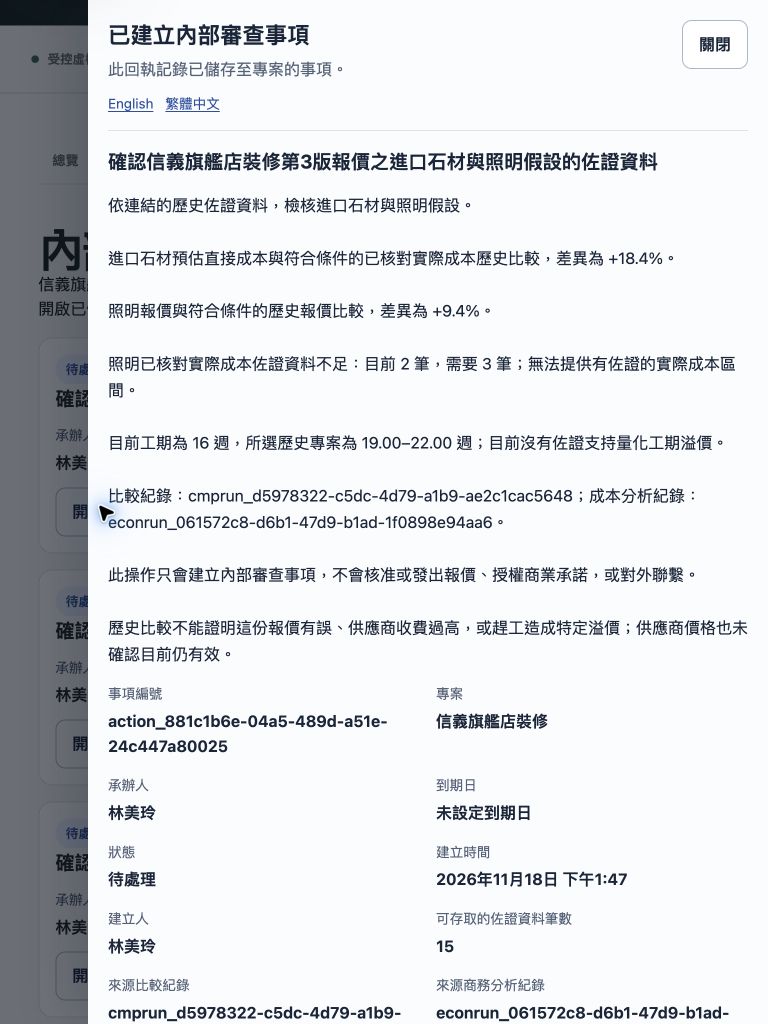 已建立內部審查事項
此回執記錄已儲存至專案的事項。
English 繁體中文
關閉
確認信義旗艦店裝修第3版報價之進口石材與照明假設的佐證資料
依連結的歷史佐證資料，檢核進口石材與照明假設。
進口石材預估直接成本與符合條件的已核對實際成本歷史比較，差異為 +18.4%。
照明報價與符合條件的歷史報價比較，差異為 +9.4%。
照明已核對實際成本佐證資料不足：目前 2 筆，需要 3 筆；無法提供有佐證的實際成本區
間。
目前工期為 16 週，所選歷史專案為 19.00–22.00 週；目前沒有佐證支持量化工期溢價。
比較紀錄：cmprun_d5978322-c5dc-4d79-a1b9-ae2c1cac5648；成本分析紀錄：
econrun_061572c8-d6b1-47d9-b1ad-1f0898e94aa6。
此操作只會建立內部審查事項，不會核准或發出報價、授權商業承諾，或對外聯繫。
歷史比較不能證明這份報價有誤、供應商收費過高，或趕工造成特定溢價；供應商價格也未
確認目前仍有效。
事項編號
action_881c1b6e-04a5-489d-a51e-
24c447a80025
專案
信義旗艦店裝修
承辦人
林美玲
到期日
未設定到期日
狀態
待處理
建立時間
2026年11月18日 下午1:47
建立人
林美玲
可存取的佐證資料筆數
15
來源比較紀錄
cmprun_d5978322-c5dc-4d79-a1b9-
來源商務分析紀錄
econrun_061572c8-d6b1-47d9-b1ad-
受控虛
總覽
內
信義旗
開啟已
待處
確認
承辦
林美
開
待處
確認
承辦
林美
開
待處
確認
承辦
林美
開